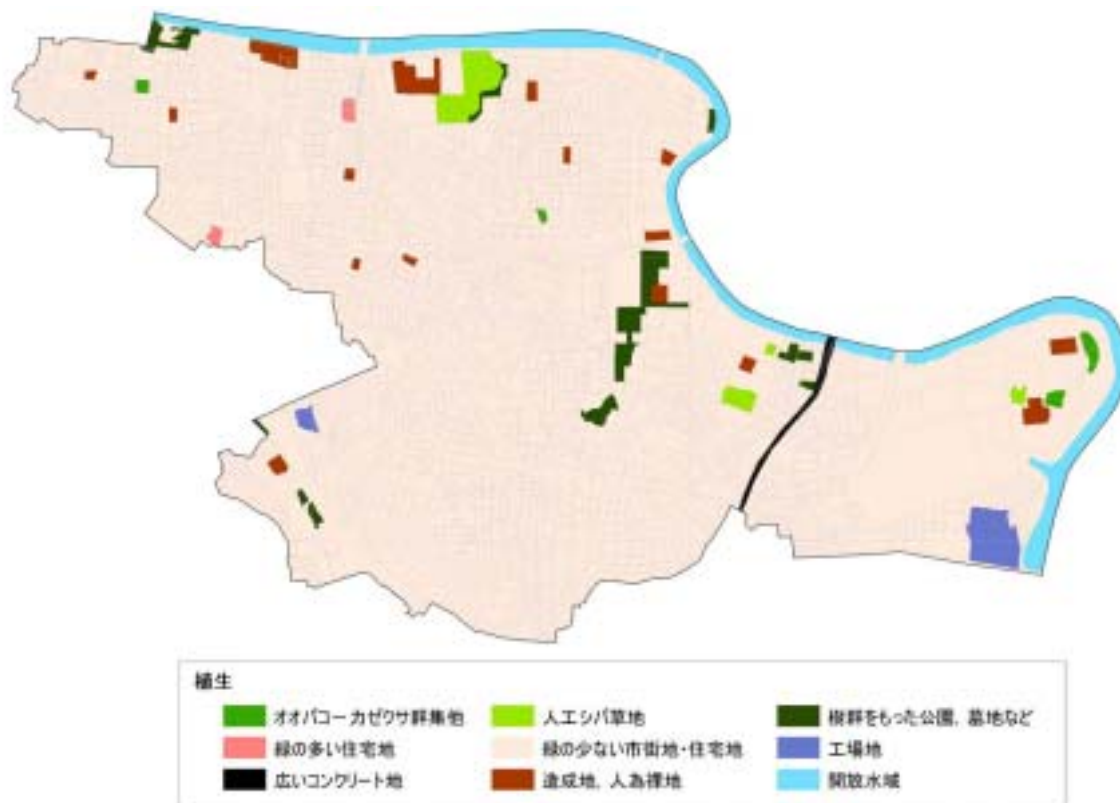 植生
オオバコーカゼクサ群集他
人工シバ草地
樹群をもった公園、墓地など
緑の多い住宅地
緑の少ない市街地・住宅地
工場地
広いコンクリート地
造成地、人為裸地
開放水域